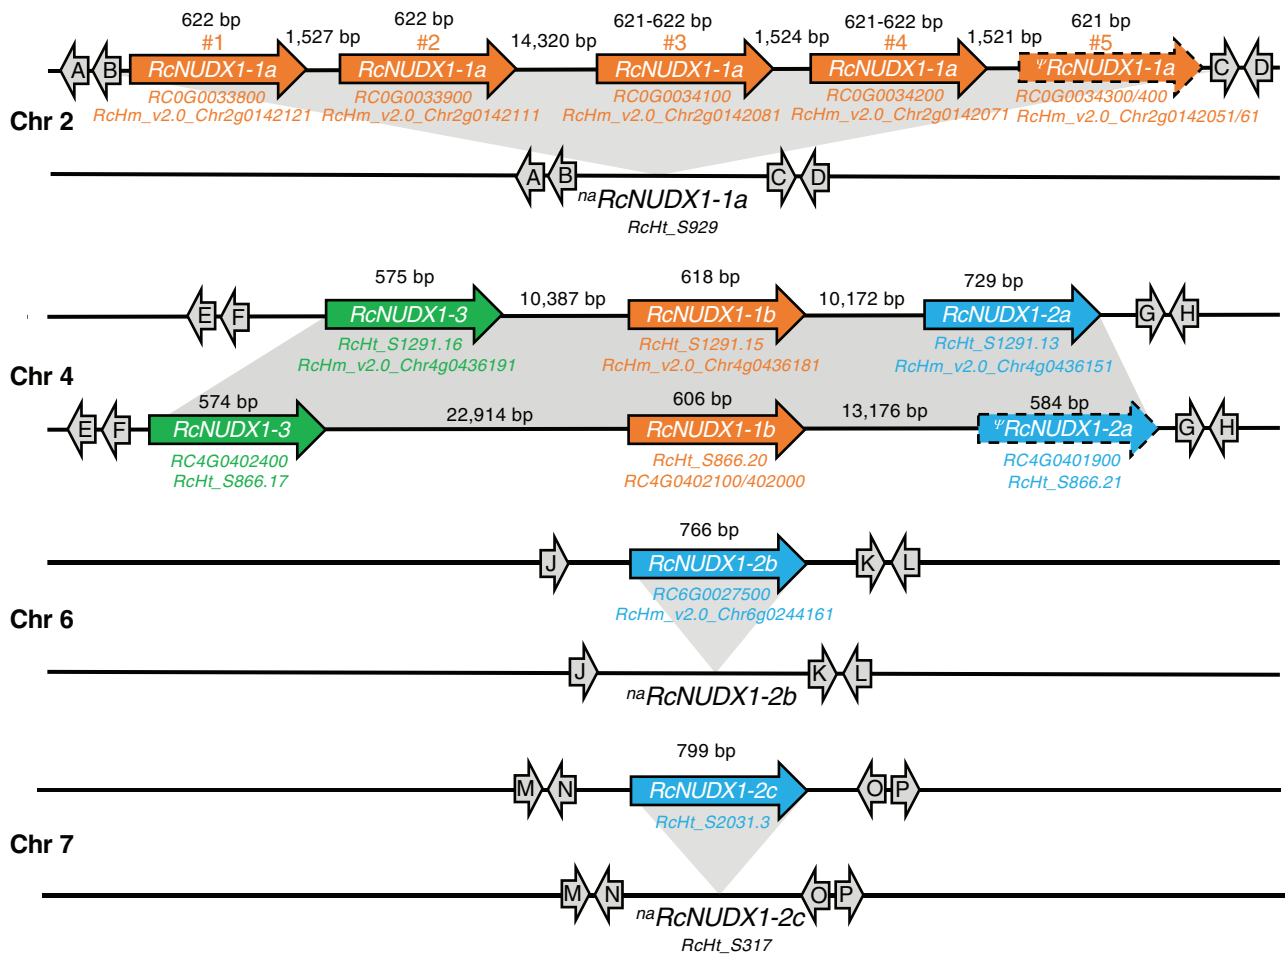 622 bp 622 bp 621-622 bp 621-622 bp 621 bp
#1 1,527 bp #2 14,320 bp #3 1,524 bp #4 1,521 bp #5
A B RcNUDX1-1a RcNUDX1-1a RcNUDX1-1a RcNUDX1-1a ΨRcNUDX1-1a C D
RC0G0033800 RC0G0033900 RC0G0034100 RC0G0034200 RC0G0034300/400
RcHm_v2.0_Chr2g0142121 RcHm_v2.0_Chr2g0142111 RcHm_v2.0_Chr2g0142081 RcHm_v2.0_Chr2g0142071 RcHm_v2.0_Chr2g0142051/61
Chr 2
A B C D
naRcNUDX1-1a
RcHt_S929
575 bp 618 bp 729 bp
10,387 bp 10,172 bp
E F RcNUDX1-3 RcNUDX1-1b RcNUDX1-2a G H
RcHt_S1291.16 RcHt_S1291.15 RcHt_S1291.13
RcHm_v2.0_Chr4g0436191 RcHm_v2.0_Chr4g0436181 RcHm_v2.0_Chr4g0436151
Chr 4
574 bp 22,914 bp 606 bp 13,176 bp 584 bp
E F RcNUDX1-3 RcNUDX1-1b ΨRcNUDX1-2a G H
RC4G0402400 RcHt_S866.20 RC4G0401900
RcHt_S866.17 RC4G0402100/402000 RcHt_S866.21
766 bp
J RcNUDX1-2b K L
RC6G0027500
RcHm_v2.0_Chr6g0244161
Chr 6
J K L
naRcNUDX1-2b
799 bp
M N RcNUDX1-2c O P
RcHt_S2031.3
Chr 7
M N O P
naRcNUDX1-2c
RcHt_S317